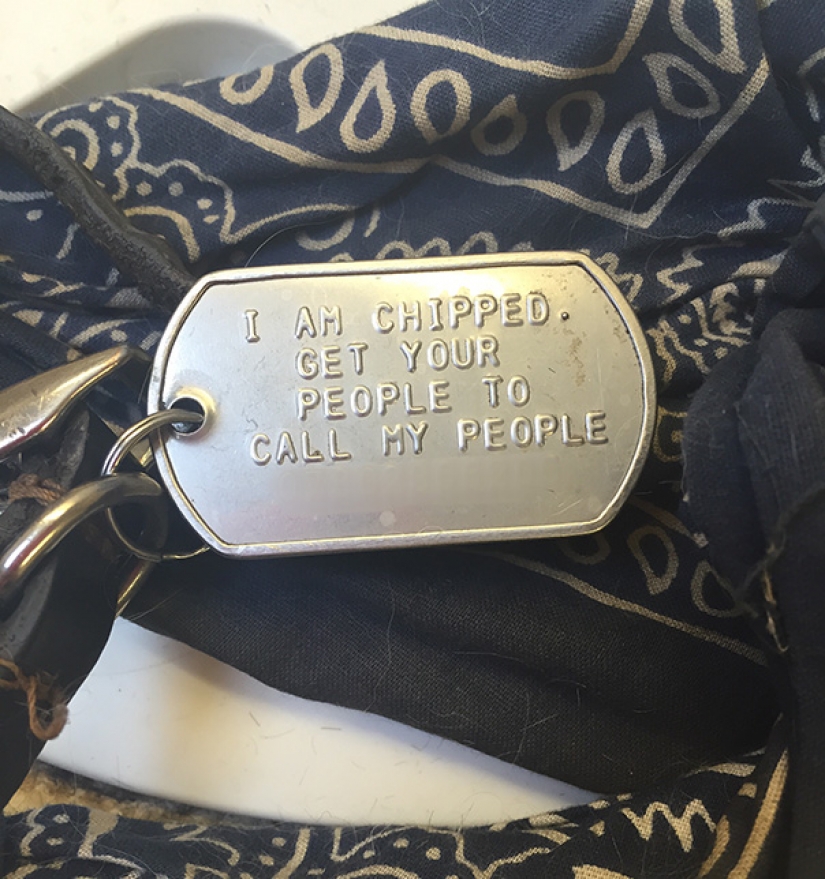 I AM CHIPPED.
GET YOUR
PEOPLE TO
CALL MY PEOPLE